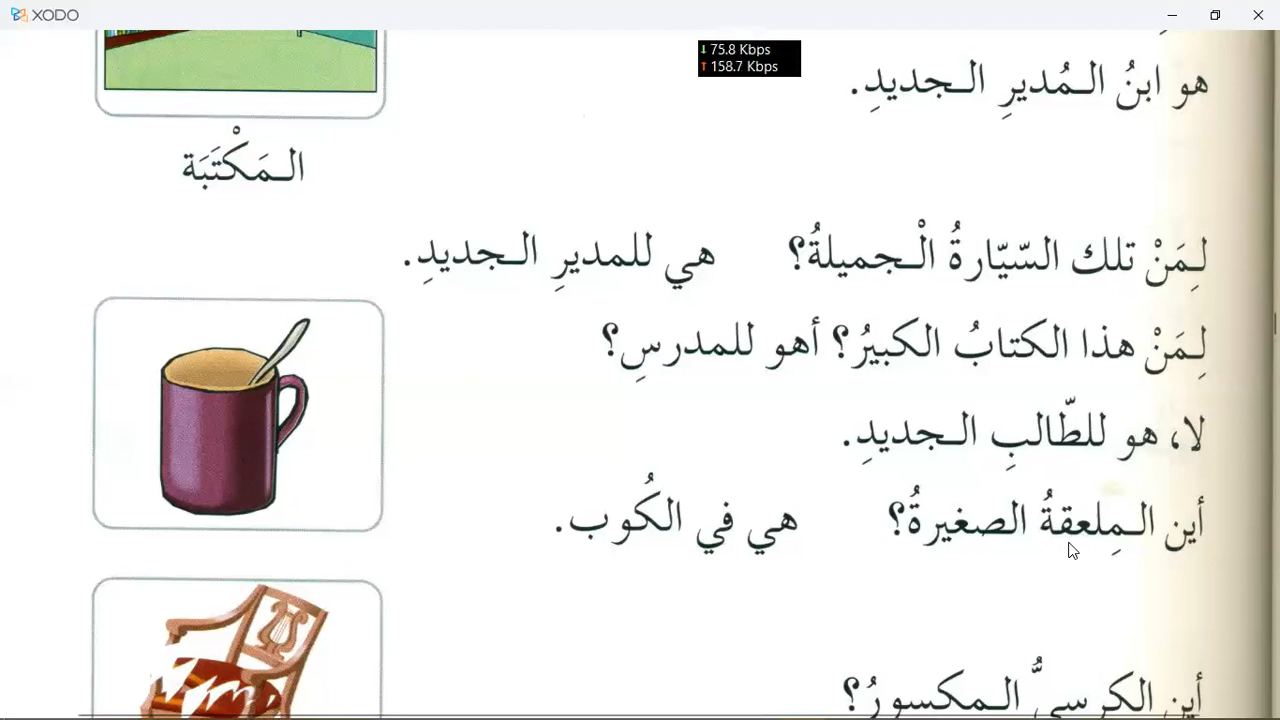 XODO
↓ 75.8 Kbps
↑ 158.7 Kbps
هو ابنُ الـمُديرِ الـجديدِ.
الـمَكْتَبَة
لِـمَنْ تلك السّيّارةُ الْـجميلةُ؟ هي للمديرِ الـجديدِ.
لِـمَنْ هذا الكتابُ الكبيرُ؟ أهو للمدرسِ؟
لا، هو للطّالبِ الـجديدِ.
أين الـمِلعقةُ الصغيرةُ؟ هي في الكُوب.
أين الكرسيُّ الـمكسورُ؟